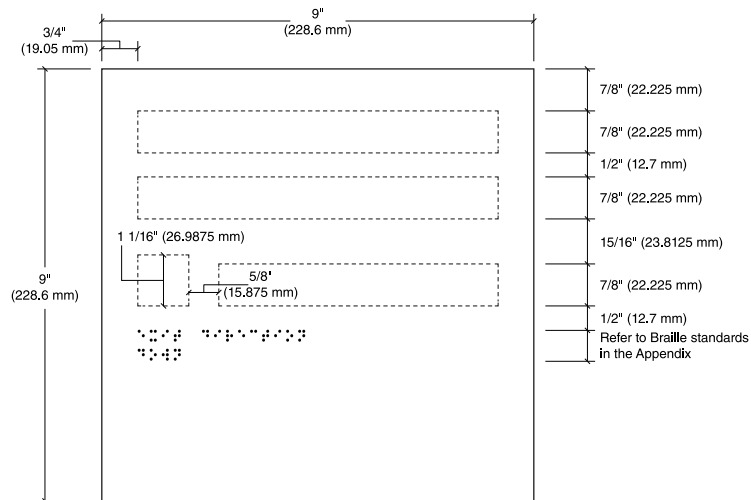 9"
(228.6 mm)
3/4"
(19.05 mm)
7/8" (22.225 mm)
7/8" (22.225 mm)
1/2" (12.7 mm)
7/8" (22.225 mm)
15/16" (23.8125 mm)
7/8" (22.225 mm)
1/2" (12.7 mm)
Refer to Braille standards
in the Appendix
1 1/16" (26.9875 mm)
5/8"
(15.875 mm)
9"
(228.6 mm)
⠑⠭⠊⠞ ⠙⠊⠗⠑⠉⠞⠊⠕⠝
⠙⠕⠺⠝